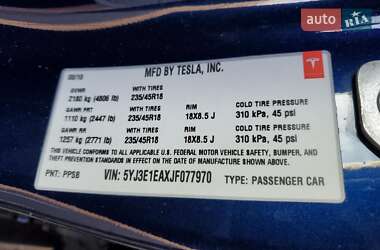 auto RIA
MFD BY TESLA, INC.
GVWR WITH TIRES
2180 kg (4806 lb) 235/45R18
GAWR FRT WITH TIRES RIM COLD TIRE PRESSURE
1110 kg (2447 lb) 235/45R18 18X8.5 J 310 kPa, 45 psi
GAWR RR WITH TIRES RIM COLD TIRE PRESSURE
1257 kg (2771 lb) 235/45R18 18X8.5 J 310 kPa, 45 psi
THIS VEHICLE CONFORMS TO ALL APPLICABLE
U.S. FEDERAL MOTOR VEHICLE SAFETY, BUMPER, AND
THEFT PREVENTION STANDARDS IN EFFECT ON THE
DATE OF MANUFACTURE SHOWN ABOVE.
PNT: PPSB VIN: 5YJ3E1EAXJF077970 TYPE: PASSENGER CAR